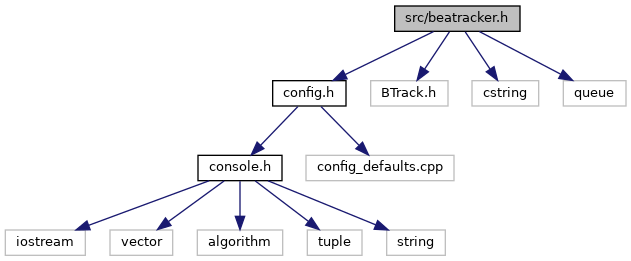 src/beatracker.h
config.h
BTrack.h
cstring
queue
console.h
config_defaults.cpp
iostream
vector
algorithm
tuple
string